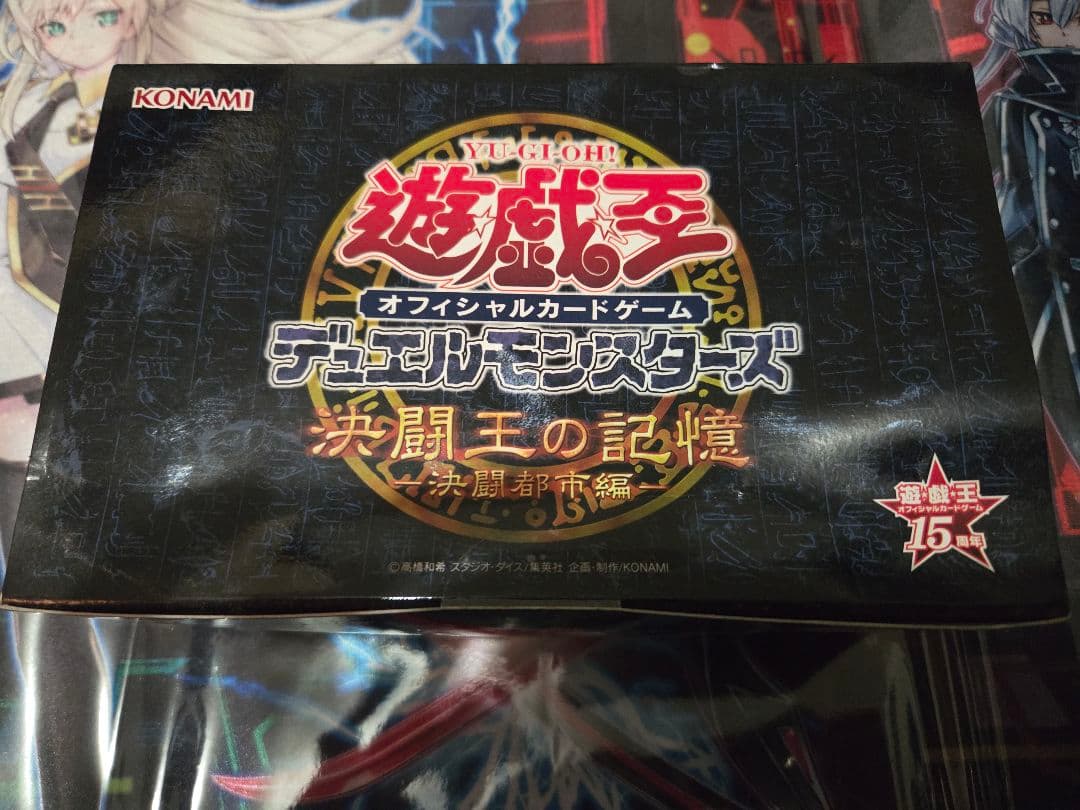 KONAMI
YU-GI-OH!
遊☆戯☆王
オフィシャルカードゲーム
デュエルモンスターズ
決闘王の記憶
－決闘都市編－
遊☆戯☆王
オフィシャルカードゲーム
15周年
©高橋和希 スタジオ・ダイス/集英社 企画・制作/KONAMI